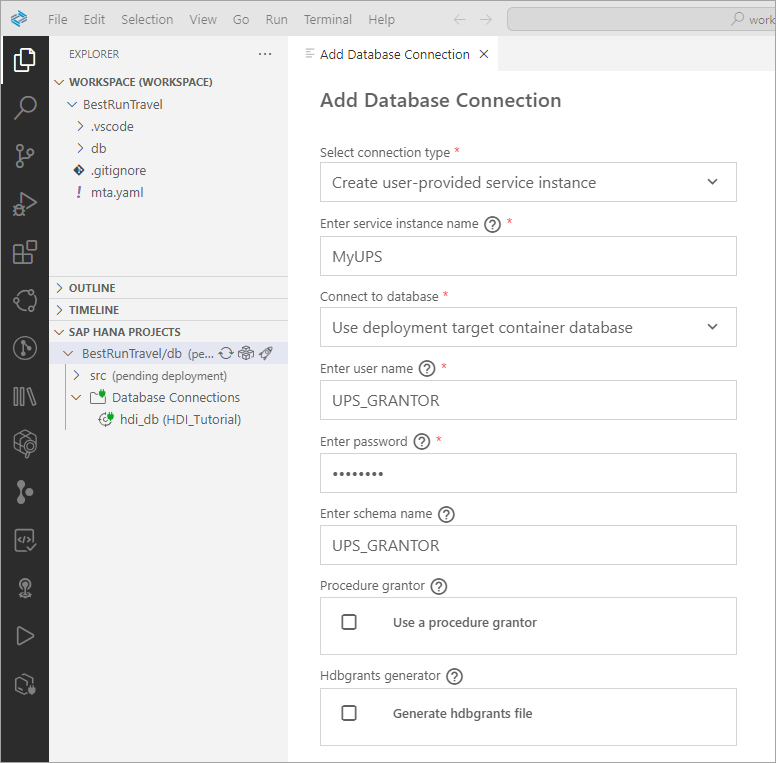 File Edit Selection View Go Run Terminal Help
work
EXPLORER
WORKSPACE (WORKSPACE)
BestRunTravel
.vscode
db
.gitignore
! mta.yaml
OUTLINE
TIMELINE
SAP HANA PROJECTS
BestRunTravel/db (pe...
src (pending deployment)
Database Connections
hdi_db (HDI_Tutorial)
Add Database Connection
Add Database Connection
Select connection type *
Create user-provided service instance
Enter service instance name ? *
MyUPS
Connect to database *
Use deployment target container database
Enter user name ? *
UPS_GRANTOR
Enter password ? *
••••••••
Enter schema name ?
UPS_GRANTOR
Procedure grantor ?
Use a procedure grantor
Hdbgrants generator ?
Generate hdbgrants file